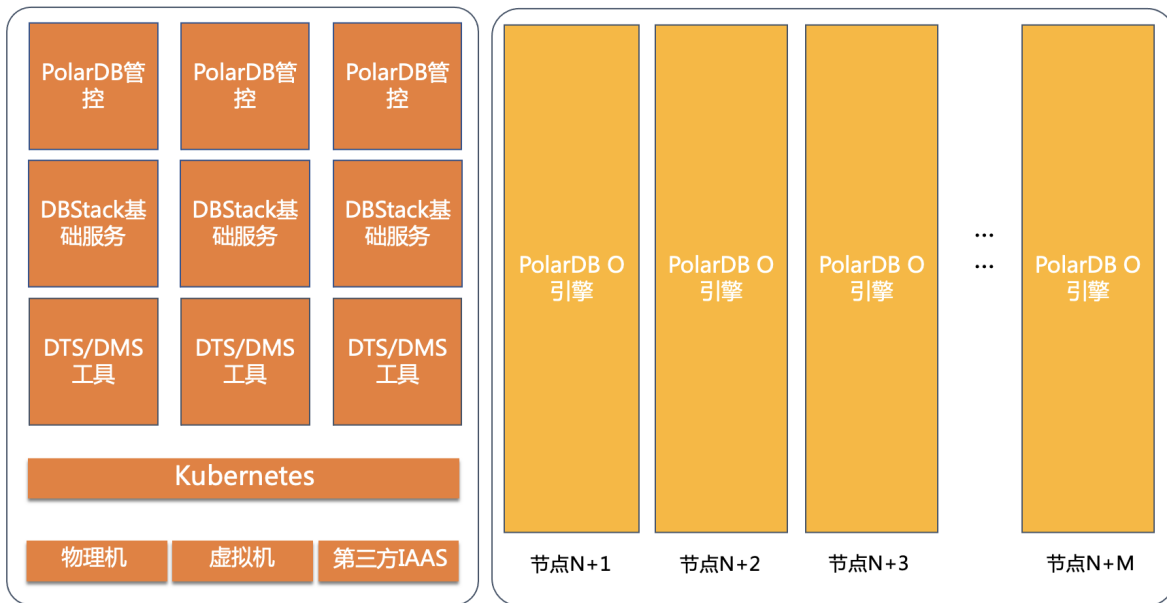 PolarDB管
控
PolarDB管
控
PolarDB管
控
DBStack基
础服务
DBStack基
础服务
DBStack基
础服务
DTS/DMS
工具
DTS/DMS
工具
DTS/DMS
工具
Kubernetes
物理机
虚拟机
第三方IAAS
PolarDB O
引擎
PolarDB O
引擎
PolarDB O
引擎
...
...
PolarDB O
引擎
节点N+1
节点N+2
节点N+3
节点N+M